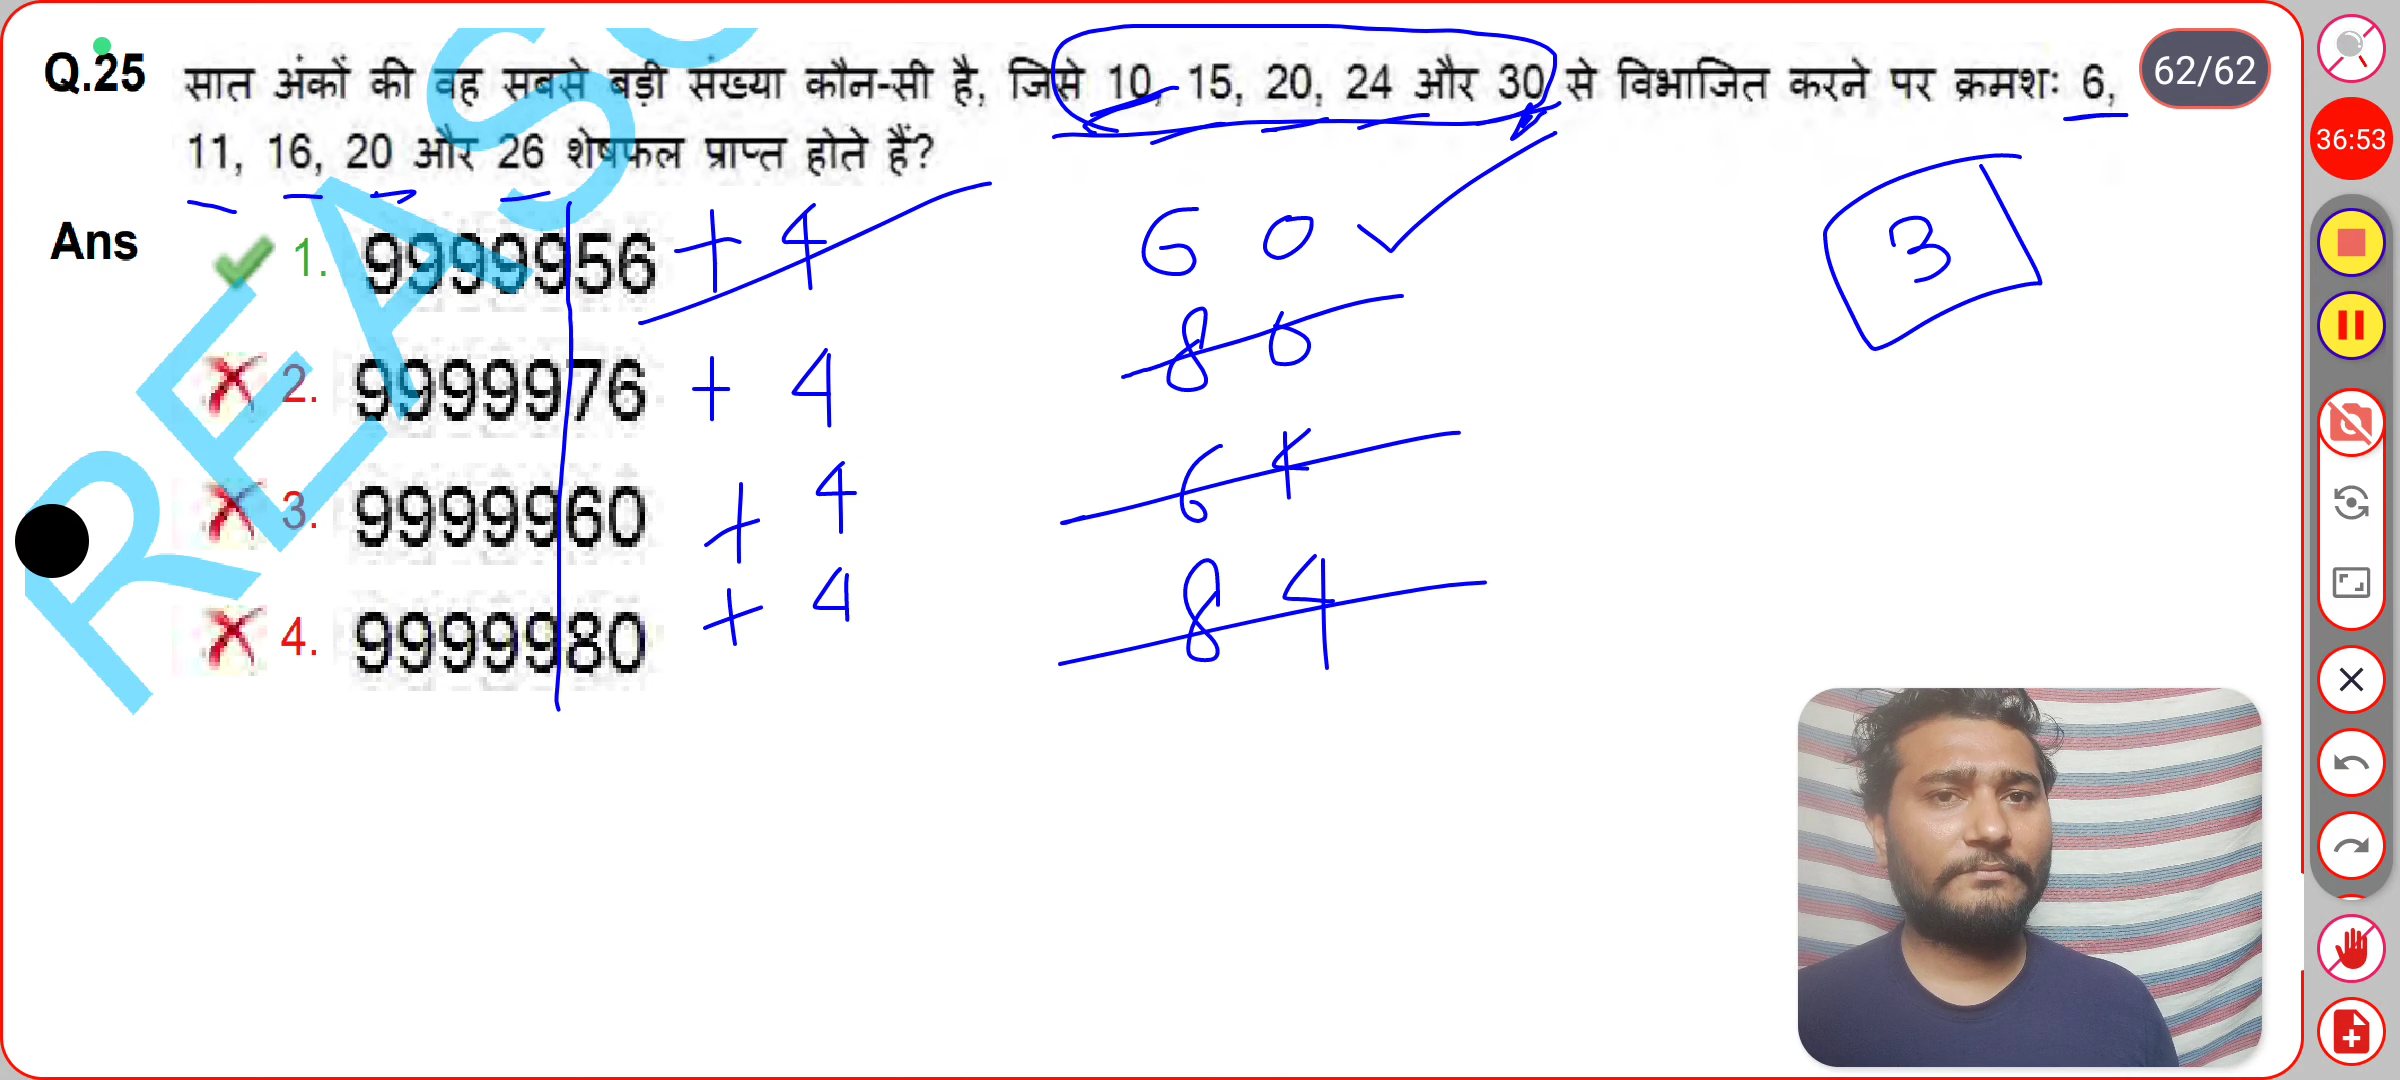 Q.25 सात अंकों की वह सबसे बड़ी संख्या कौन-सी है, जिसे 10, 15, 20, 24 और 30 से विभाजित करने पर क्रमशः 6,
11, 16, 20 और 26 शेषफल प्राप्त होते हैं?
62/62
36:53
Ans 1. 9999956 + 4 60 3
2. 9999976 + 4 80
3. 9999960 + 4 64
4. 9999980 + 4 84
REASO